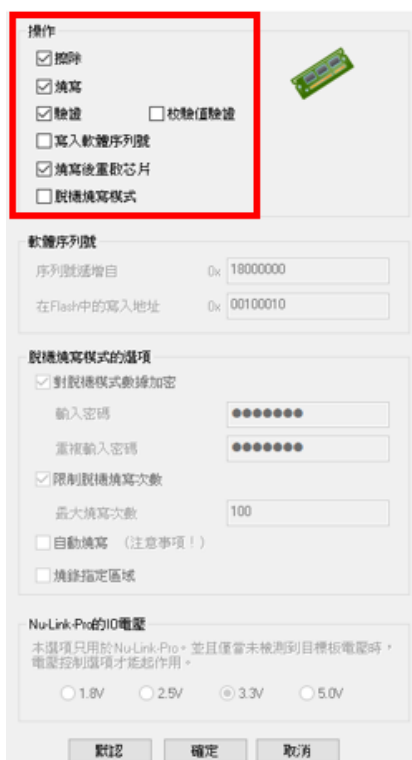 操作
擦除
燒寫
驗證 校驗值驗證
寫入軟體序列號
燒寫後重啟芯片
脫機燒寫模式
軟體序列號
序列號遞增自 0x 18000000
在Flash中的寫入地址 0x 00100010
脫機燒寫模式的選項
對脫機模式數據加密
輸入密碼 ●●●●●●●
重複輸入密碼 ●●●●●●●
限制脫機燒寫次數
最大燒寫次數 100
自動燒寫 (注意事項!)
燒錄指定區域
Nu-Link-Pro的IO電壓
本選項只用於Nu-Link-Pro。並且僅當未檢測到目標板電壓時，
電壓控制選項才能起作用。
1.8V 2.5V 3.3V 5.0V
默認 確定 取消